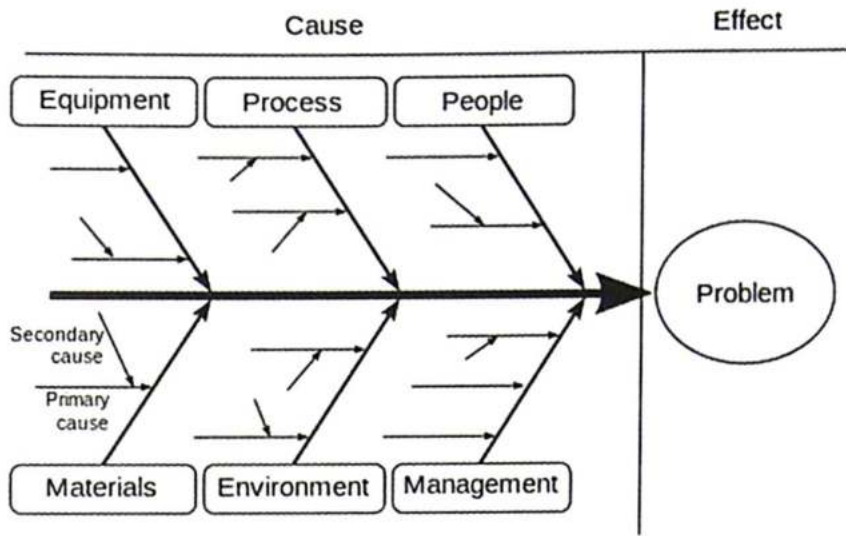 Cause
Effect
Equipment
Process
People
Problem
Secondary
cause
Primary
cause
Materials
Environment
Management